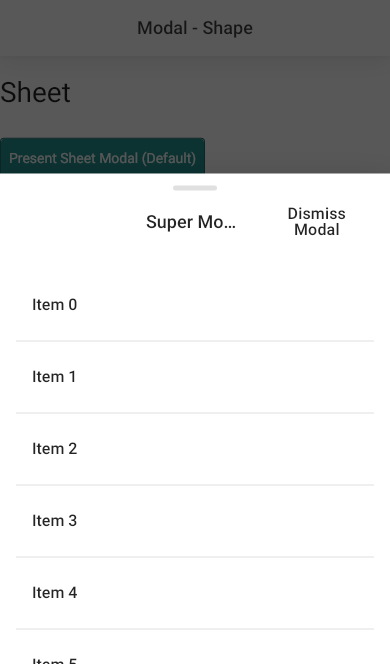 Modal - Shape
Sheet
Present Sheet Modal (Default)
Super Mo...
Dismiss
Modal
Item 0
Item 1
Item 2
Item 3
Item 4
Item 5